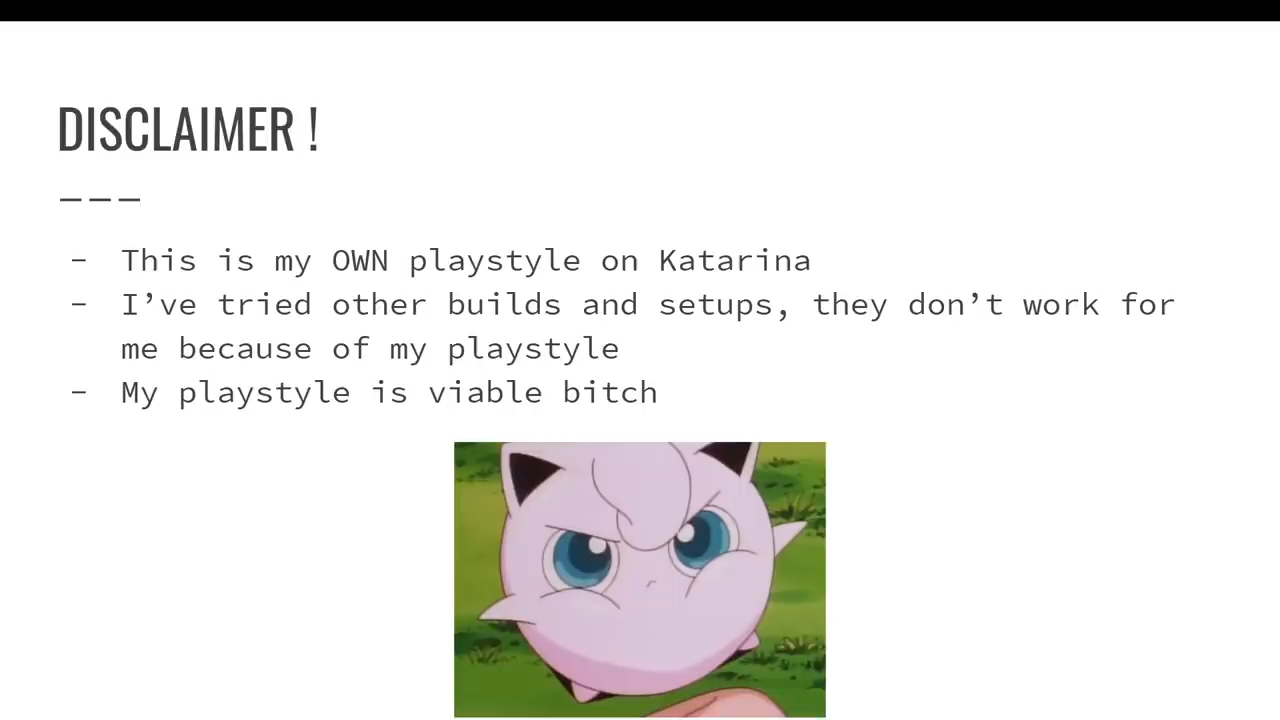 DISCLAIMER !
———
- This is my OWN playstyle on Katarina
- I’ve tried other builds and setups, they don’t work for
me because of my playstyle
- My playstyle is viable bitch